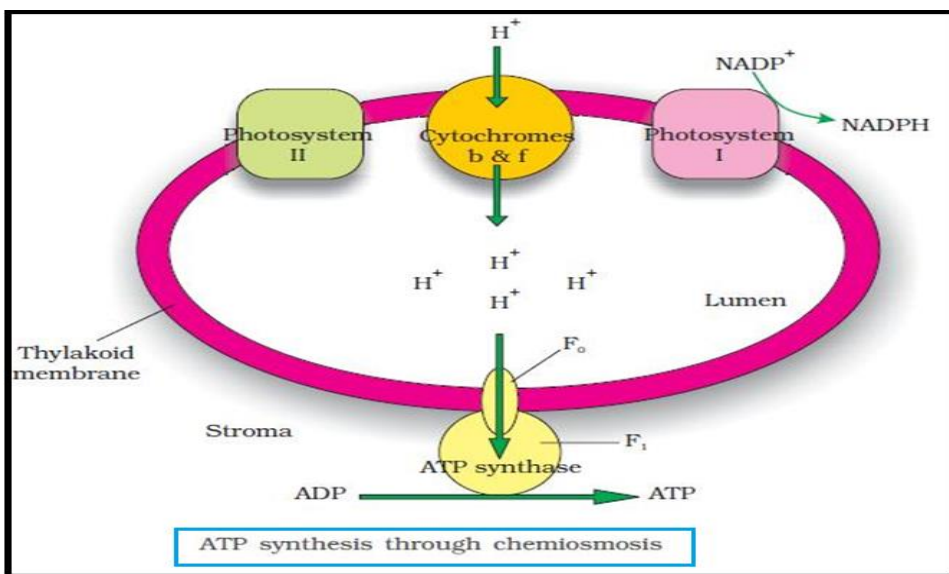 H+
NADP+
NADPH
Photosystem
II
Cytochromes
b & f
Photosystem
I
H+
H+
H+
H+
Lumen
Thylakoid
membrane
F₀
Stroma
F₁
ATP synthase
ADP
ATP
ATP synthesis through chemiosmosis